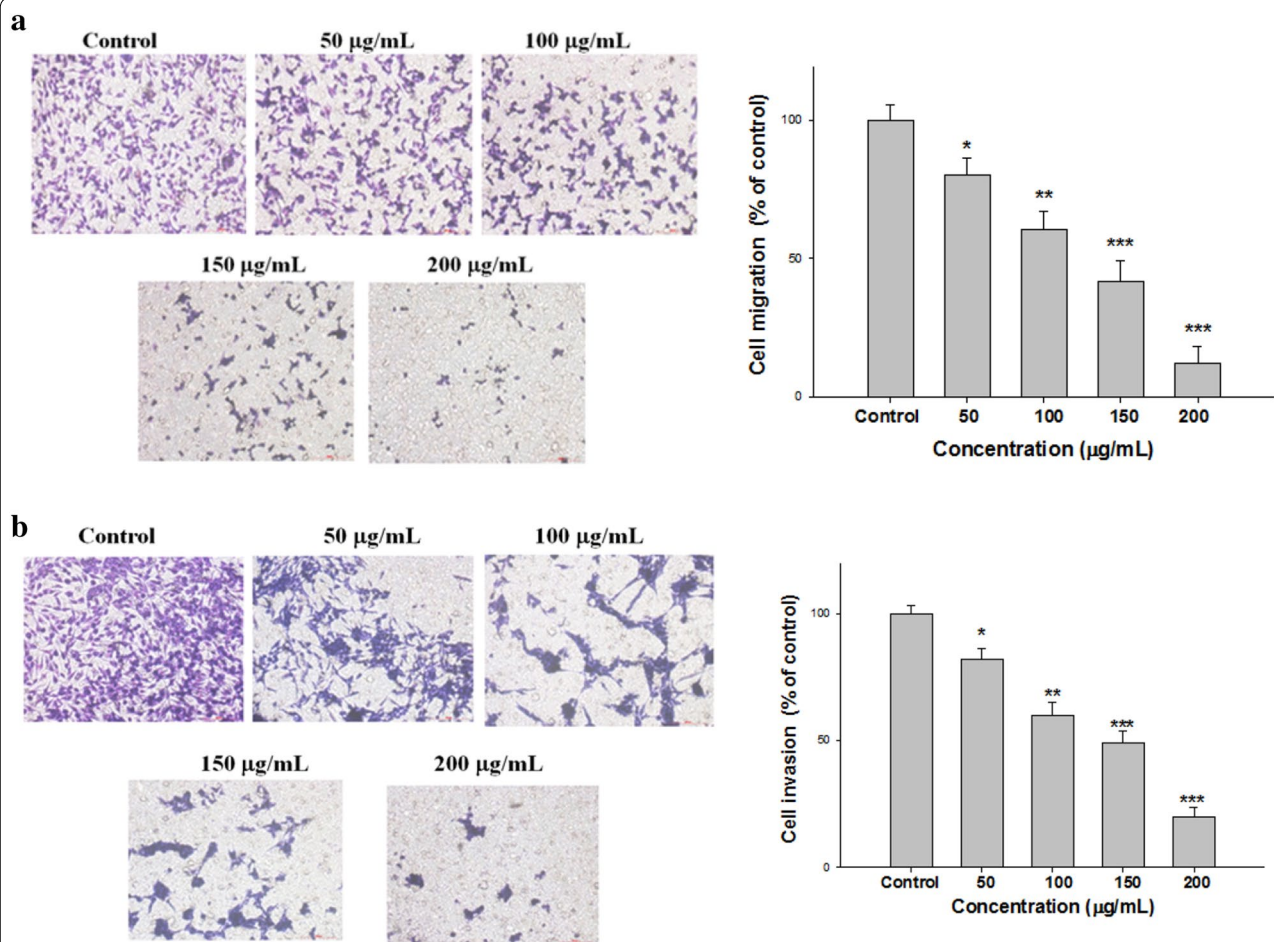 a
Control
50 μg/mL
100 μg/mL
150 μg/mL
200 μg/mL
Cell migration (% of control)
100
50
0
*
**
***
***
Control 50 100 150 200
Concentration (μg/mL)
b
Control
50 μg/mL
100 μg/mL
150 μg/mL
200 μg/mL
Cell invasion (% of control)
100
50
0
*
**
***
***
Control 50 100 150 200
Concentration (μg/mL)